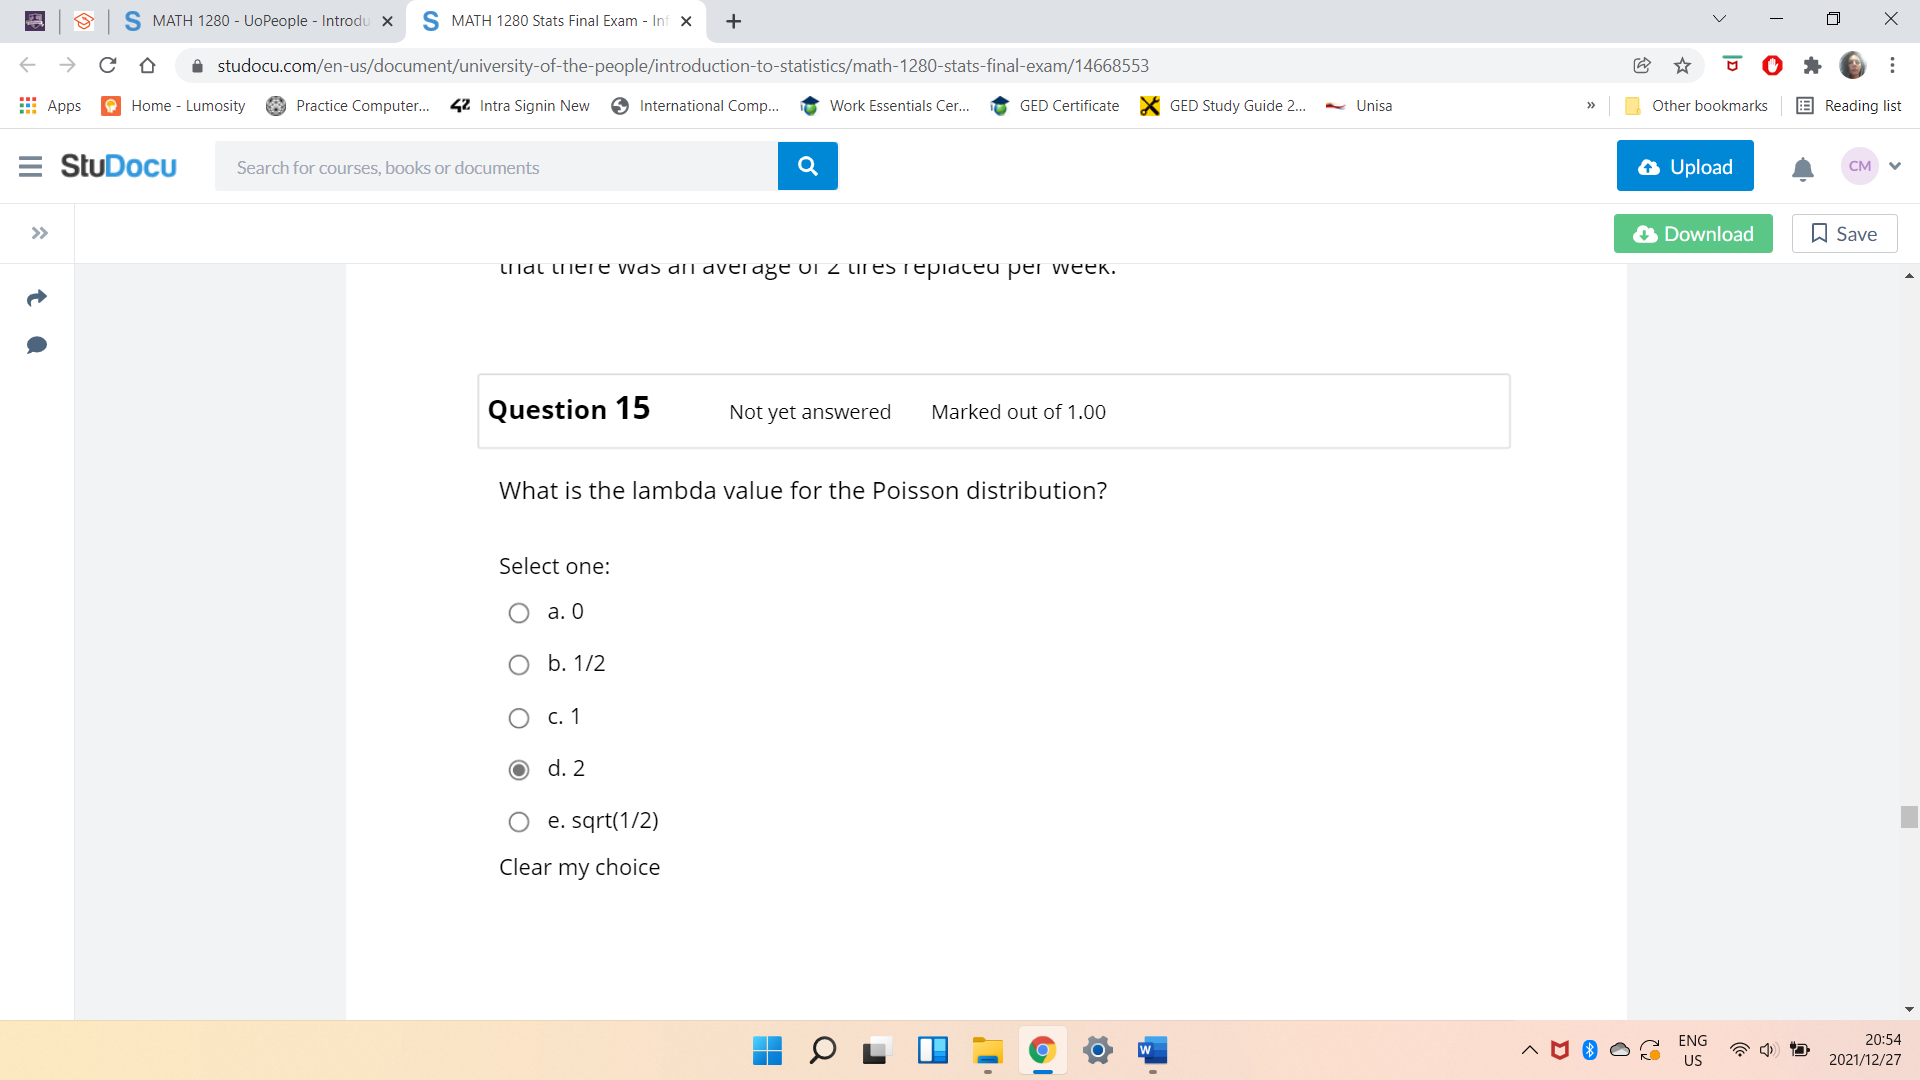 MATH 1280 - UoPeople - Introdu
MATH 1280 Stats Final Exam - Inf
studocu.com/en-us/document/university-of-the-people/introduction-to-statistics/math-1280-stats-final-exam/14668553
Apps
Home - Lumosity
Practice Computer...
42 Intra Signin New
International Comp...
Work Essentials Cer...
GED Certificate
GED Study Guide 2...
Unisa
»
Other bookmarks
Reading list
StuDocu
Search for courses, books or documents
Upload
CM
Download
Save
that there was an average of 2 tires replaced per week.
Question 15 Not yet answered Marked out of 1.00
What is the lambda value for the Poisson distribution?
Select one:
a. 0
b. 1/2
c. 1
d. 2
e. sqrt(1/2)
Clear my choice
ENG
US
20:54
2021/12/27